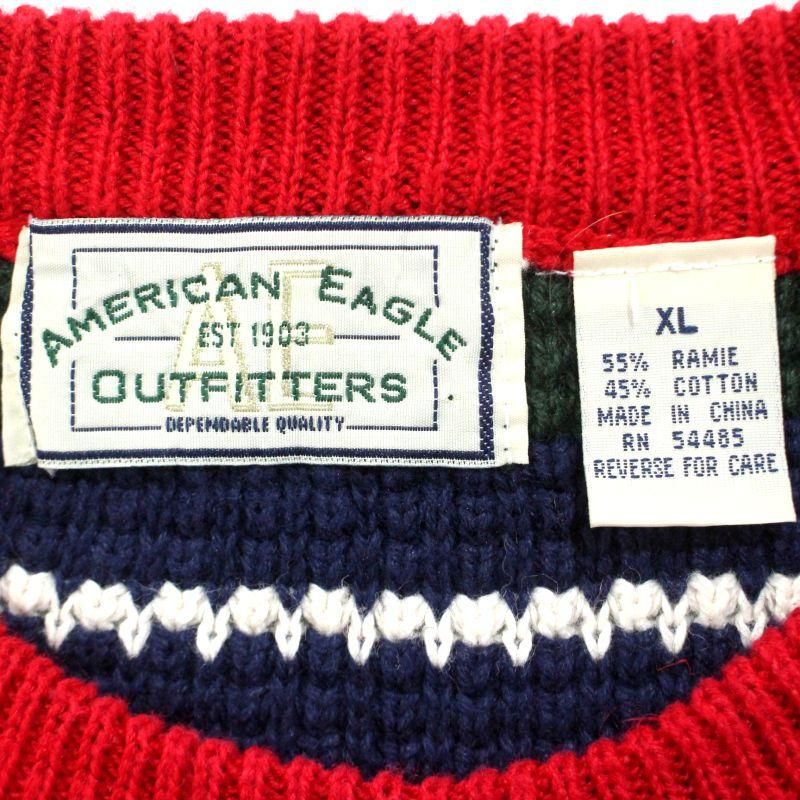 AMERICAN EAGLE
AE
EST 1903
OUTFITTERS
DEPENDABLE QUALITY
XL
55% RAMIE
45% COTTON
MADE IN CHINA
RN 54485
REVERSE FOR CARE